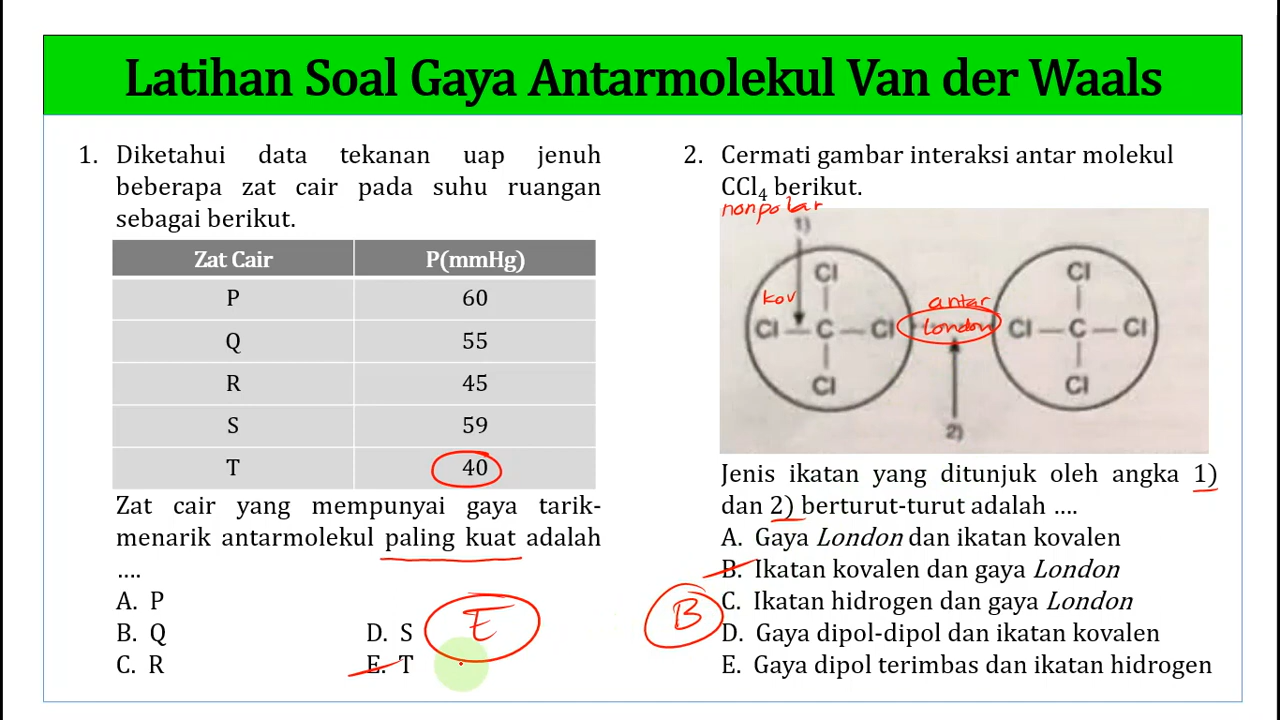 Latihan Soal Gaya Antarmolekul Van der Waals
1. Diketahui data tekanan uap jenuh
beberapa zat cair pada suhu ruangan
sebagai berikut.
Zat Cair P(mmHg)
P 60
Q 55
R 45
S 59
T 40
Zat cair yang mempunyai gaya tarik-
menarik antarmolekul paling kuat adalah
....
A. P
B. Q
C. R
D. S
E. T
E
2. Cermati gambar interaksi antar molekul
CCl₄ berikut.
nonpolar
1)
Cl Cl
kov antar
Cl — C — Cl london Cl — C — Cl
Cl Cl
2)
Jenis ikatan yang ditunjuk oleh angka 1)
dan 2) berturut-turut adalah ....
A. Gaya London dan ikatan kovalen
B. Ikatan kovalen dan gaya London
C. Ikatan hidrogen dan gaya London
D. Gaya dipol-dipol dan ikatan kovalen
E. Gaya dipol terimbas dan ikatan hidrogen
B